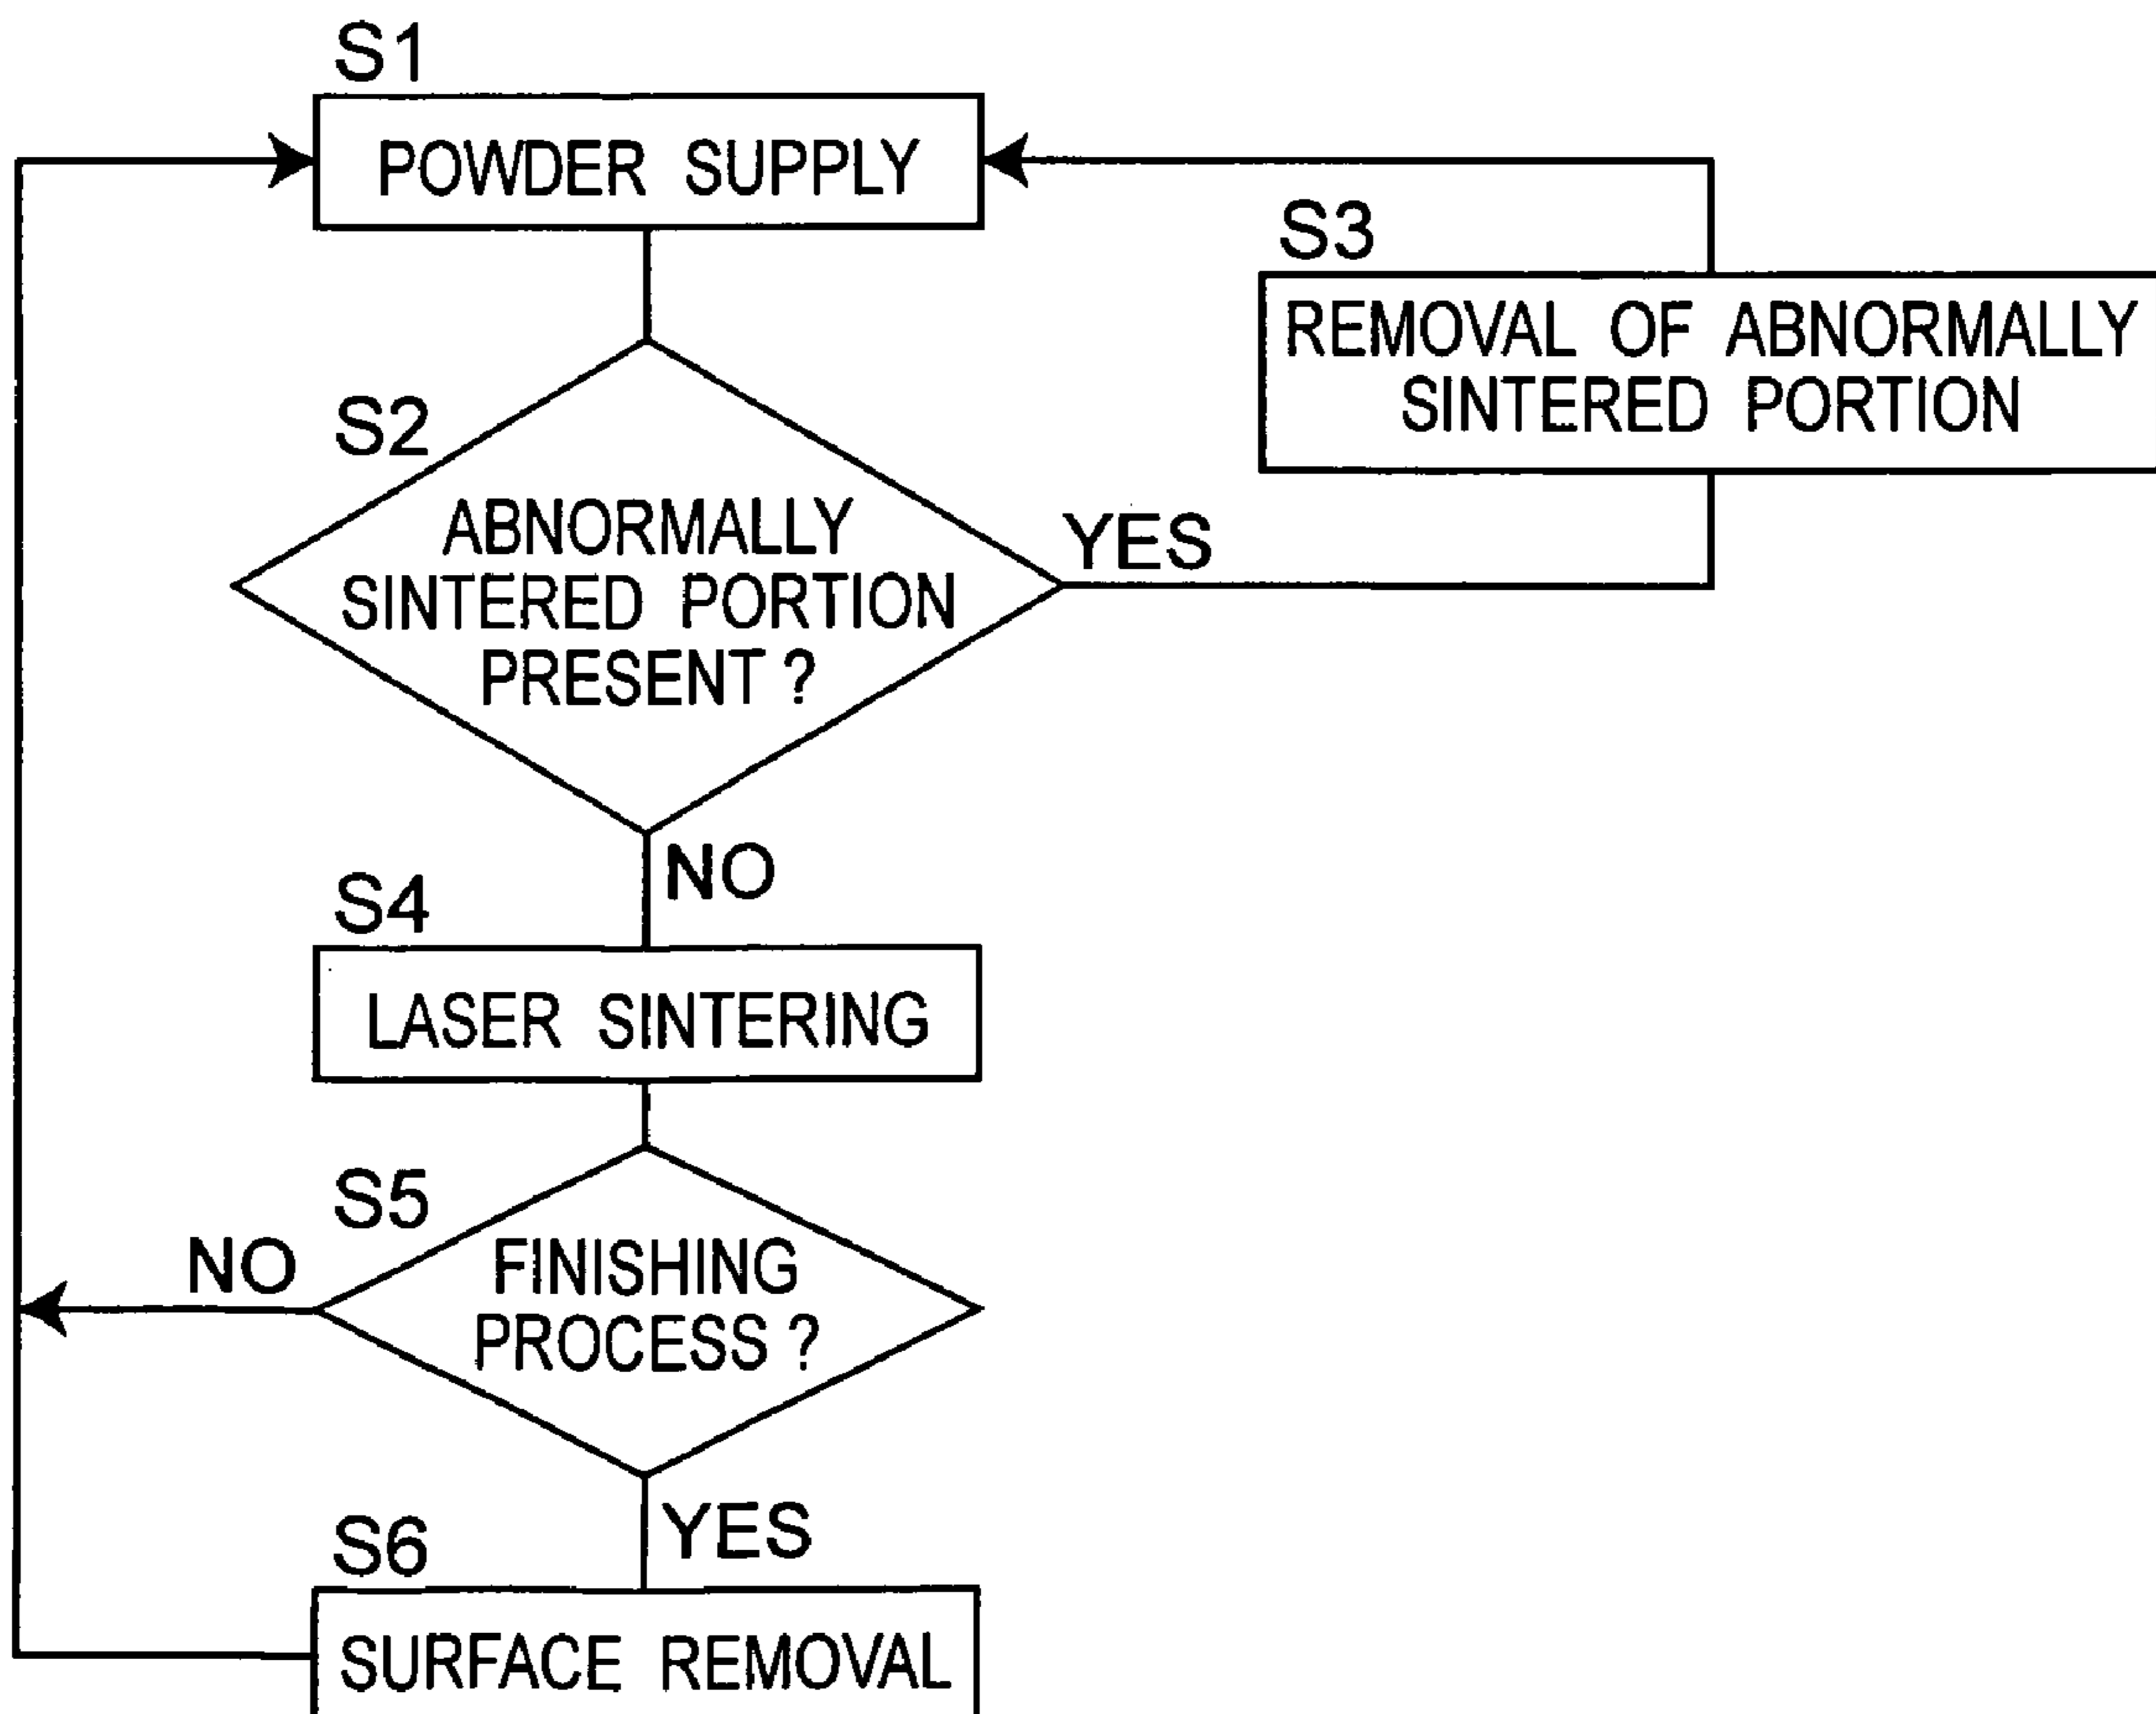 S1
POWDER SUPPLY
S3
REMOVAL OF ABNORMALLY
SINTERED PORTION
S2
ABNORMALLY
SINTERED PORTION
PRESENT ?
YES
NO
S4
LASER SINTERING
S5
FINISHING
PROCESS ?
NO
YES
S6
SURFACE REMOVAL